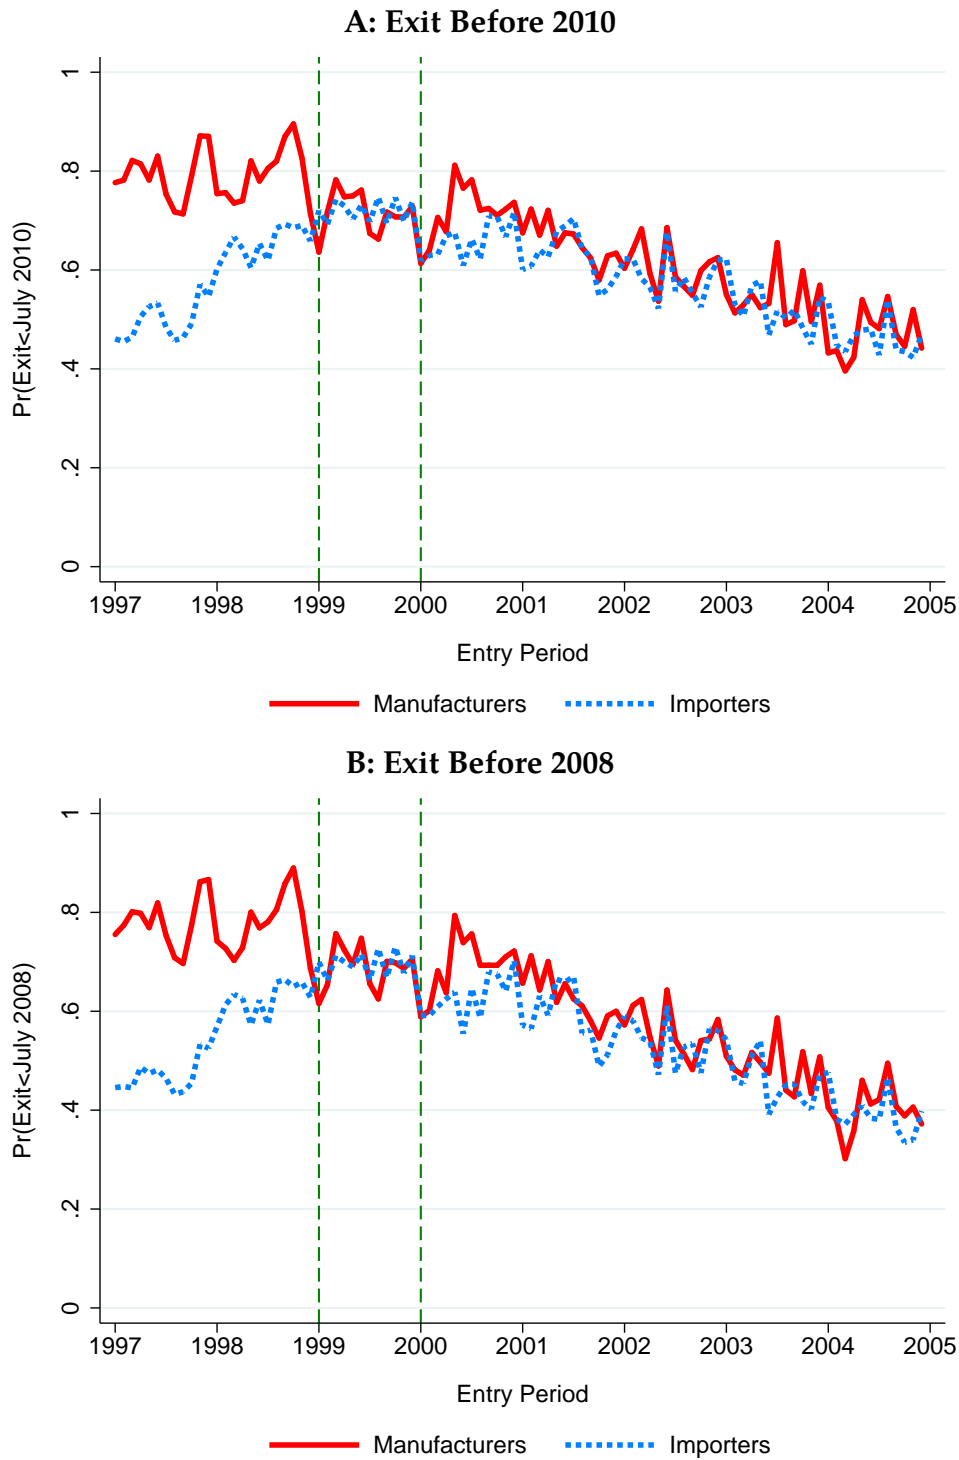 A: Exit Before 2010
Pr(Exit<July 2010)
1
.8
.6
.4
.2
0
1997 1998 1999 2000 2001 2002 2003 2004 2005
Entry Period
Manufacturers Importers
B: Exit Before 2008
Pr(Exit<July 2008)
1
.8
.6
.4
.2
0
1997 1998 1999 2000 2001 2002 2003 2004 2005
Entry Period
Manufacturers Importers